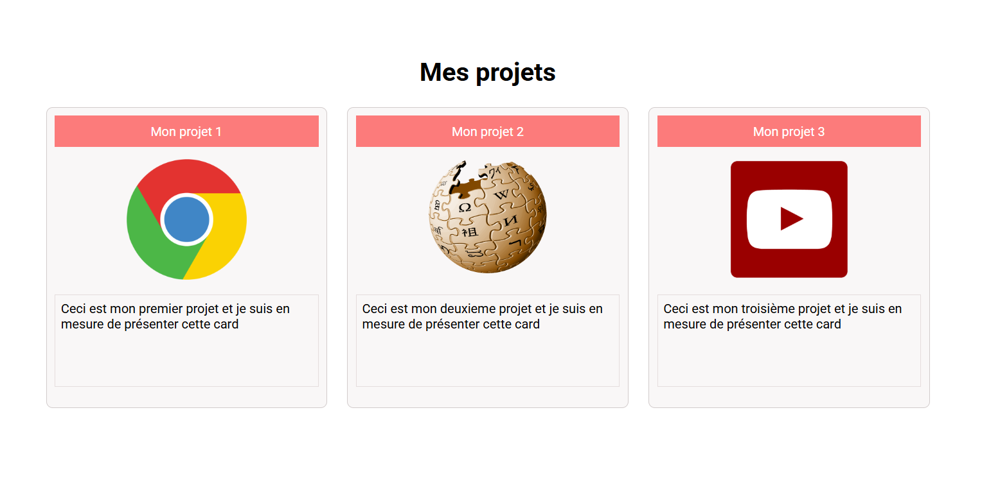 Mes projets
Mon projet 1
Mon projet 2
Mon projet 3
Ω
W
祖
И
Ceci est mon premier projet et je suis en
mesure de présenter cette card
Ceci est mon deuxieme projet et je suis en
mesure de présenter cette card
Ceci est mon troisième projet et je suis en
mesure de présenter cette card